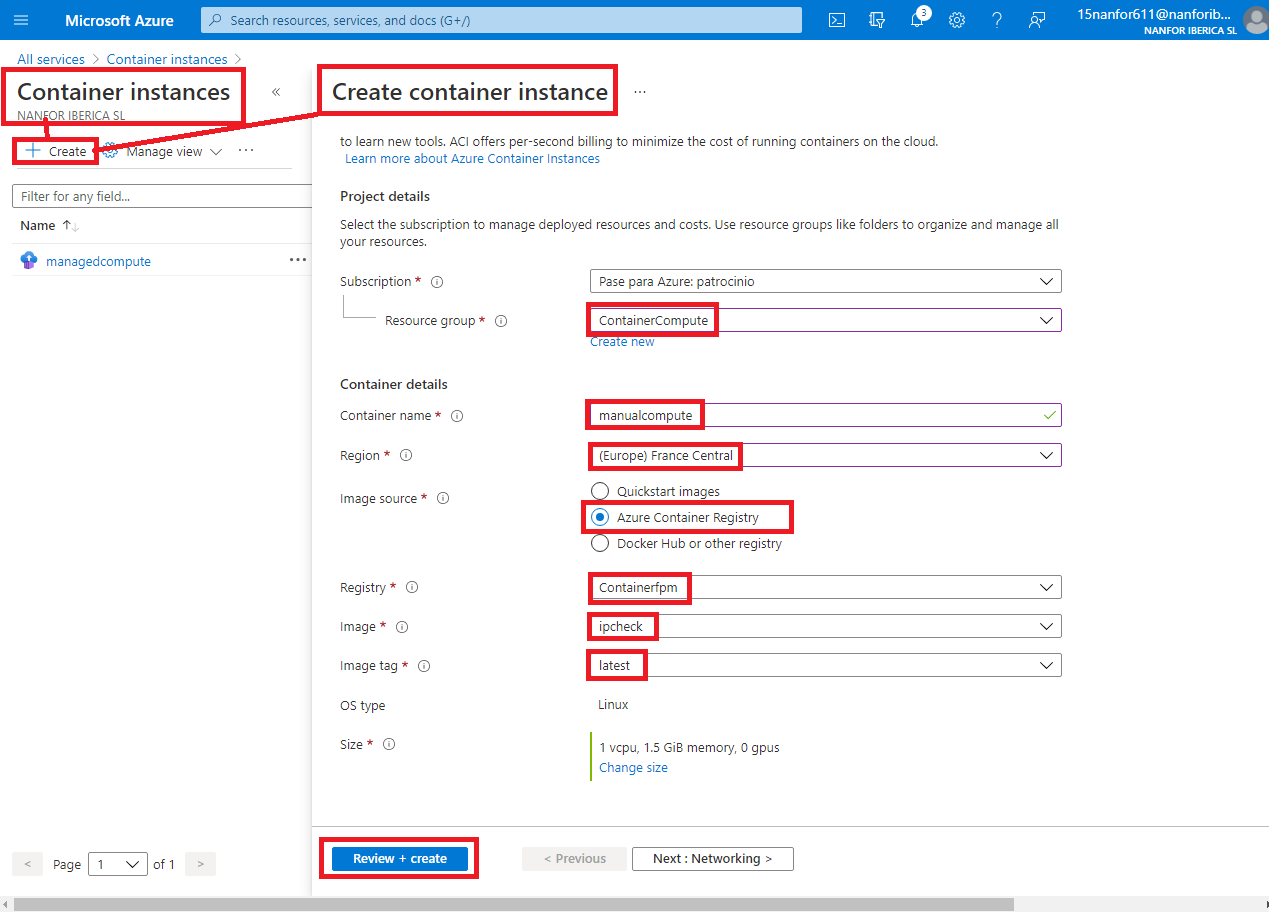 Microsoft Azure
Search resources, services, and docs (G+/)
3
15nanfor611@nanforib...
NANFOR IBERICA SL
All services > Container instances >
Container instances
«
NANFOR IBERICA SL
+ Create
Manage view
...
Filter for any field...
Name ↑↓
managedcompute
...
< Page 1 of 1 >
Create container instance
...
to learn new tools. ACI offers per-second billing to minimize the cost of running containers on the cloud.
Learn more about Azure Container Instances
Project details
Select the subscription to manage deployed resources and costs. Use resource groups like folders to organize and manage all
your resources.
Subscription *
Pase para Azure: patrocinio
Resource group *
ContainerCompute
Create new
Container details
Container name *
manualcompute
Region *
(Europe) France Central
Image source *
Quickstart images
Azure Container Registry
Docker Hub or other registry
Registry *
Containerfpm
Image *
ipcheck
Image tag *
latest
OS type
Linux
Size *
1 vcpu, 1.5 GiB memory, 0 gpus
Change size
Review + create
< Previous
Next : Networking >